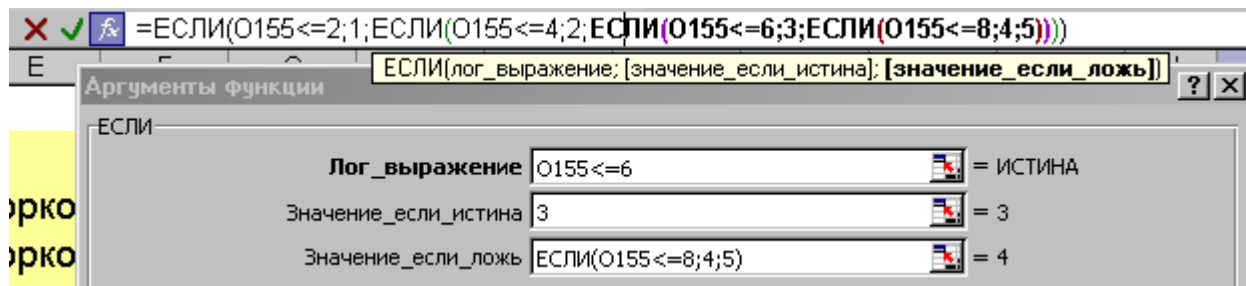 =ЕСЛИ(O155<=2;1;ЕСЛИ(O155<=4;2;ЕСЛИ(O155<=6;3;ЕСЛИ(O155<=8;4;5))))
E
ЕСЛИ(лог_выражение; [значение_если_истина]; [значение_если_ложь])
Аргументы функции
ЕСЛИ
Лог_выражение O155<=6 = ИСТИНА
Значение_если_истина 3 = 3
Значение_если_ложь ЕСЛИ(O155<=8;4;5) = 4